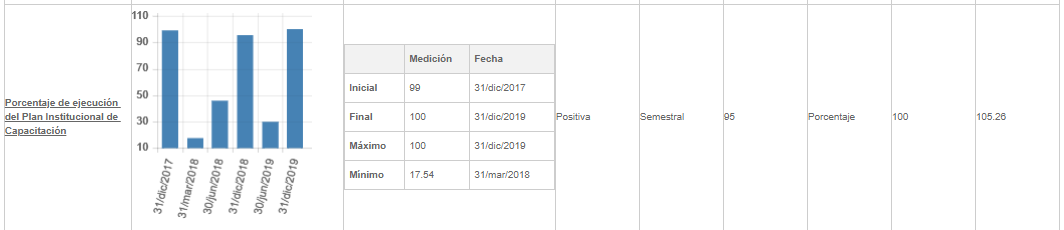 Porcentaje de ejecución
del Plan Institucional de
Capacitación
110
90
70
50
30
10
31/dic/2017
31/mar/2018
30/jun/2018
31/dic/2018
30/jun/2019
31/dic/2019
Medición Fecha
Inicial 99 31/dic/2017
Final 100 31/dic/2019
Máximo 100 31/dic/2019
Mínimo 17.54 31/mar/2018
Positiva
Semestral
95
Porcentaje
100
105.26